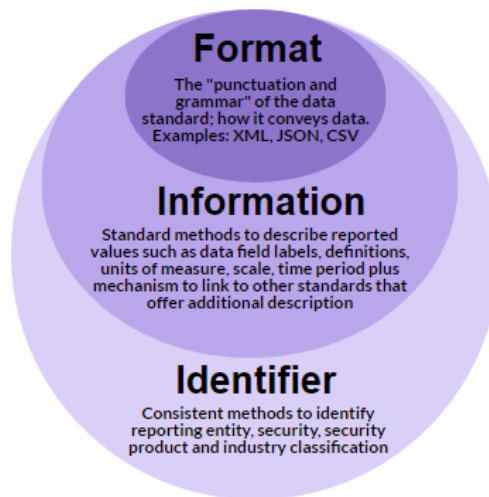 Format
The "punctuation and
grammar" of the data
standard; how it conveys data.
Examples: XML, JSON, CSV
Information
Standard methods to describe reported
values such as data field labels, definitions,
units of measure, scale, time period plus
mechanism to link to other standards that
offer additional description
Identifier
Consistent methods to identify
reporting entity, security, security
product and industry classification